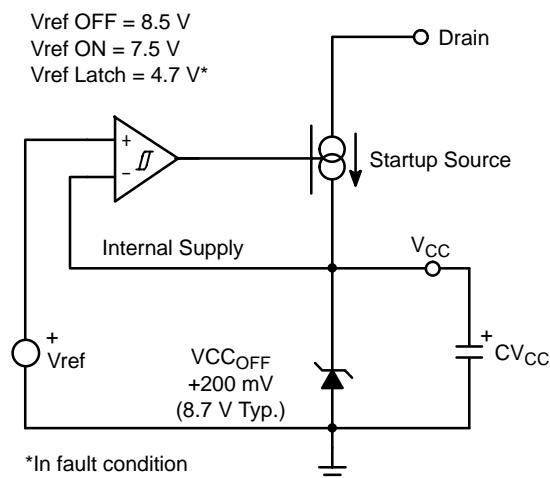 Vref OFF = 8.5 V
Vref ON = 7.5 V
Vref Latch = 4.7 V*
Drain
+
−
Startup Source
Internal Supply
VCC
+
Vref
VCCOFF
+200 mV
(8.7 V Typ.)
+
CVCC
*In fault condition